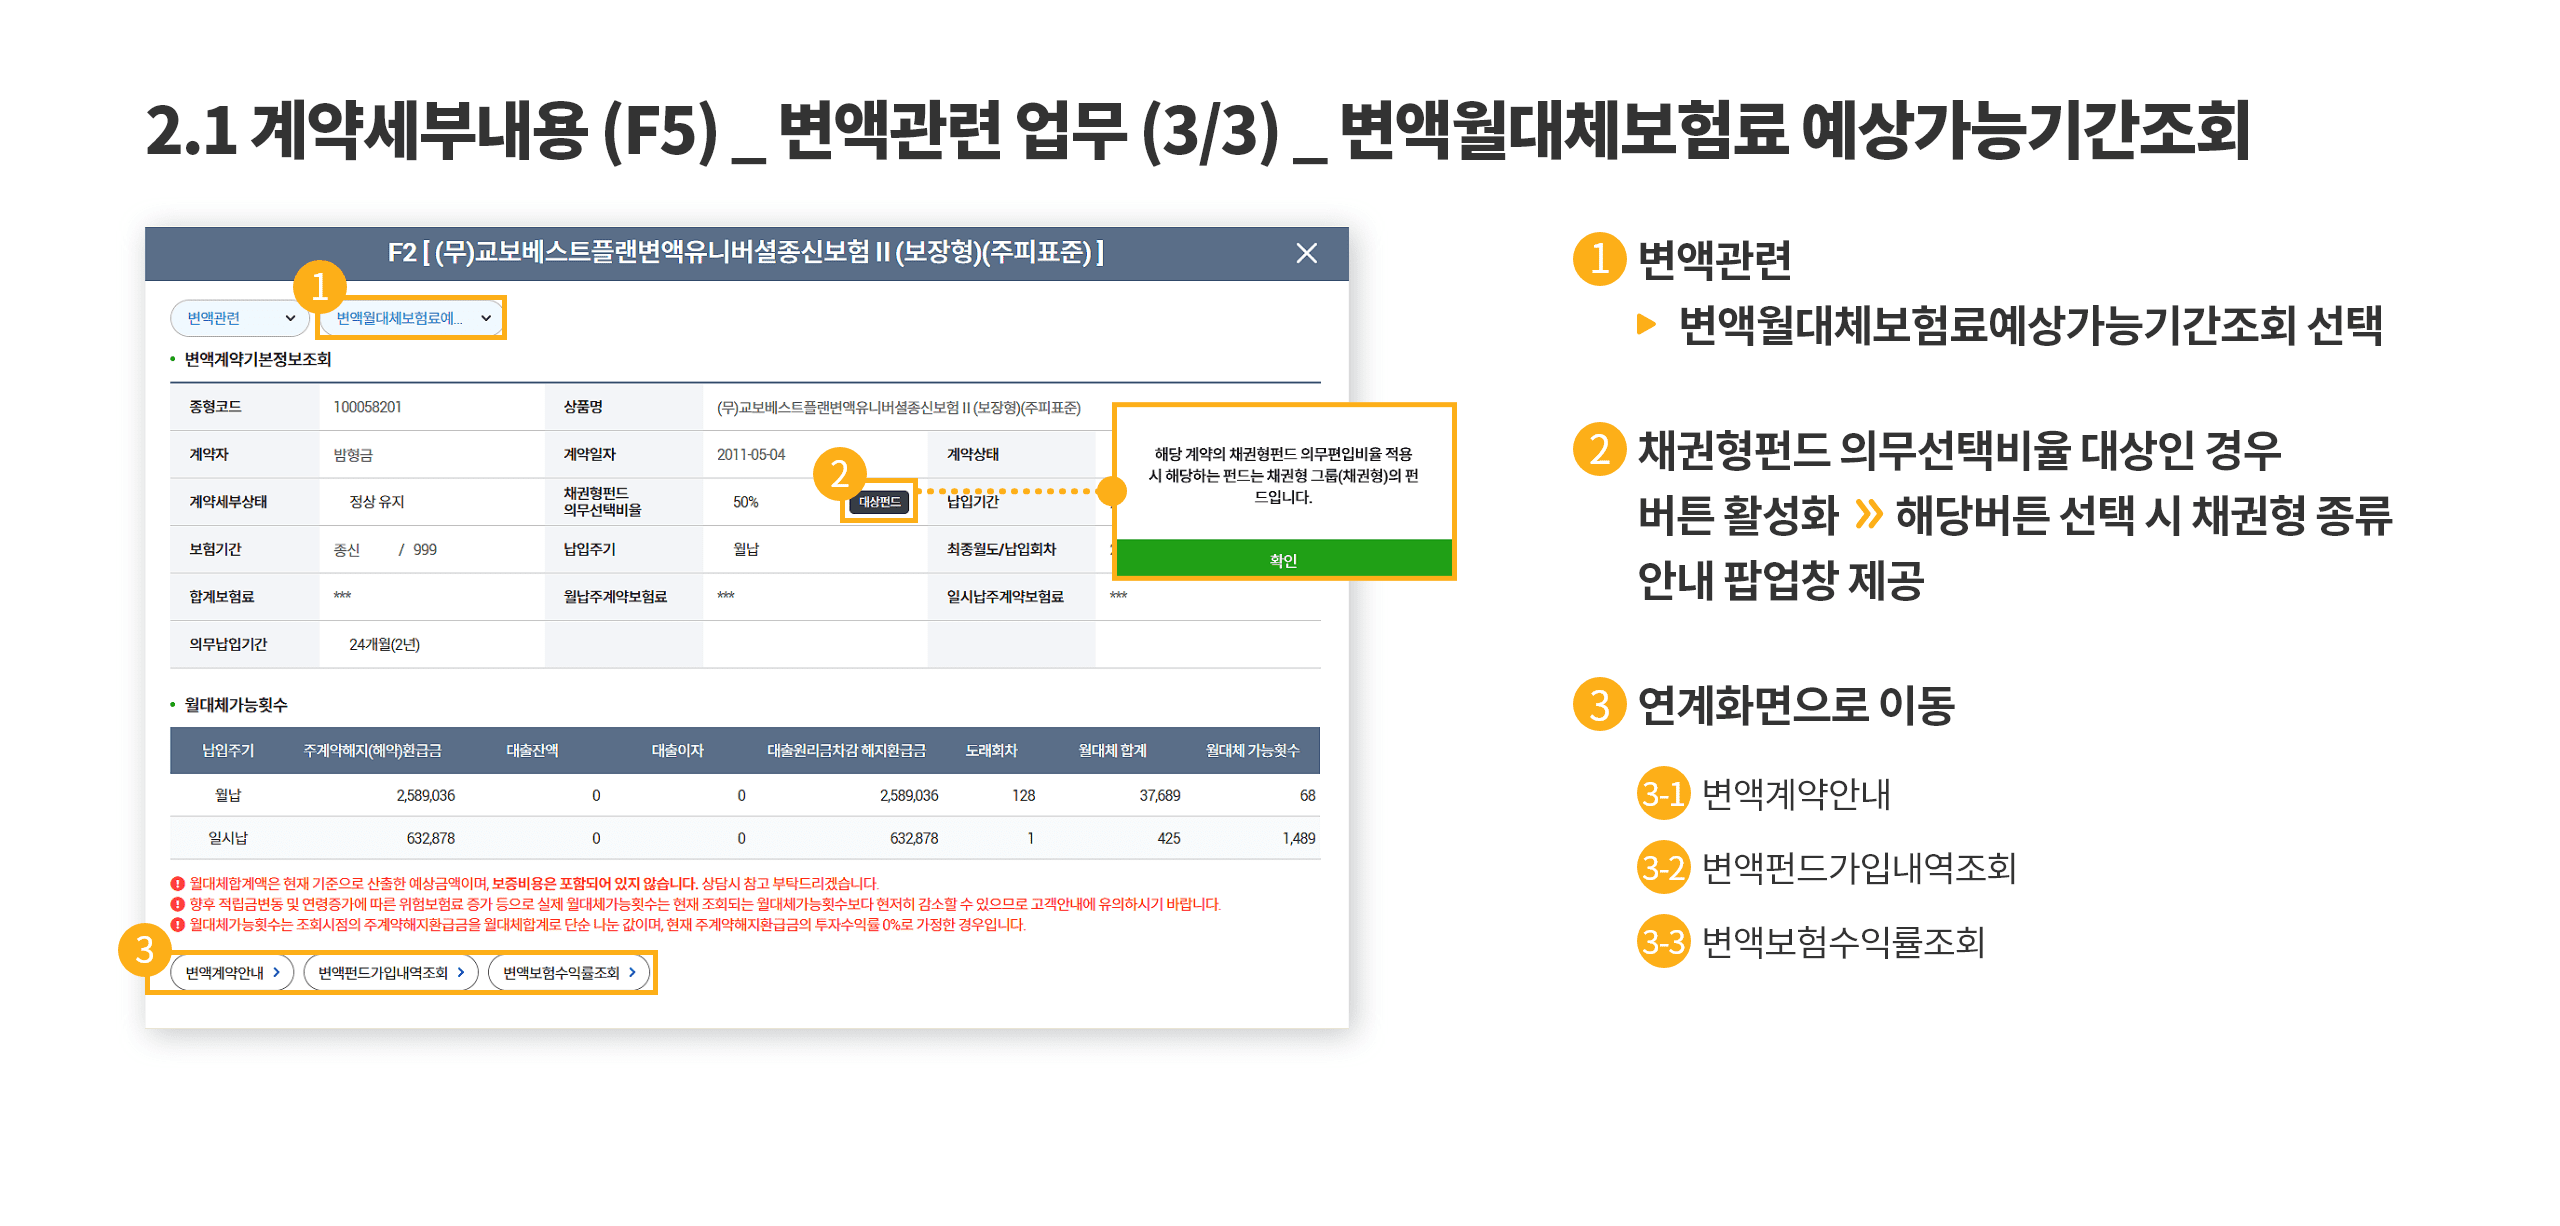 2.1 계약세부내용 (F5) _ 변액관련 업무 (3/3) _ 변액월대체보험료 예상가능기간조회
F2 [ (무)교보베스트플랜변액유니버셜종신보험 II (보장형)(주피표준) ]
1
변액관련
변액월대체보험료예...
변액계약기본정보조회
종형코드 100058201 상품명 (무)교보베스트플랜변액유니버셜종신보험 II (보장형)(주피표준)
계약자 밤형금 계약일자 2011-05-04 계약상태
2
계약세부상태 정상 유지 채권형펀드 의무선택비율 50% 대상펀드 납입기간
보험기간 종신 / 999 납입주기 월납 최종월도/납입회차
합계보험료 *** 월납주계약보험료 *** 일시납주계약보험료 ***
의무납입기간 24개월(2년)
해당 계약의 채권형펀드 의무편입비율 적용
시 해당하는 펀드는 채권형 그룹(채권형)의 펀
드입니다.
확인
월대체가능횟수
납입주기 주계약해지(해약)환급금 대출잔액 대출이자 대출원리금차감 해지환급금 도래회차 월대체 합계 월대체 가능횟수
월납 2,589,036 0 0 2,589,036 128 37,689 68
일시납 632,878 0 0 632,878 1 425 1,489
월대체합계액은 현재 기준으로 산출한 예상금액이며, 보증비용은 포함되어 있지 않습니다. 상담시 참고 부탁드리겠습니다.
향후 적립금변동 및 연령증가에 따른 위험보험료 증가 등으로 실제 월대체가능횟수는 현재 조회되는 월대체가능횟수보다 현저히 감소할 수 있으므로 고객안내에 유의하시기 바랍니다.
월대체가능횟수는 조회시점의 주계약해지환급금을 월대체합계로 단순 나눈 값이며, 현재 주계약해지환급금의 투자수익률 0%로 가정한 경우입니다.
3
변액계약안내 변액펀드가입내역조회 변액보험수익률조회
1 변액관련
변액월대체보험료예상가능기간조회 선택
2 채권형펀드 의무선택비율 대상인 경우
버튼 활성화 » 해당버튼 선택 시 채권형 종류
안내 팝업창 제공
3 연계화면으로 이동
3-1 변액계약안내
3-2 변액펀드가입내역조회
3-3 변액보험수익률조회